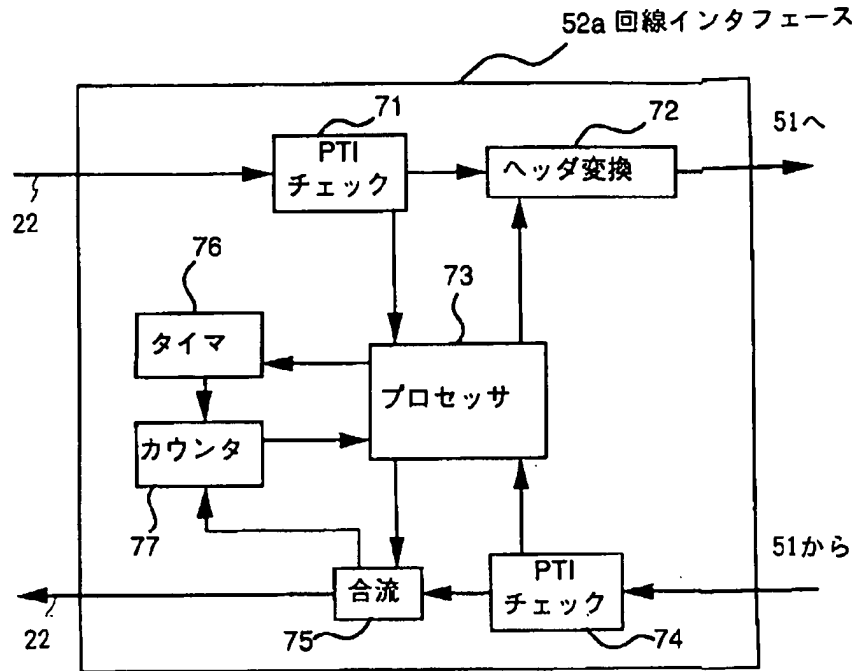 52a 回線インタフェース
71
PTI
チェック
72
ヘッダ変換
51へ
22
76
タイマ
73
プロセッサ
カウンタ
77
合流
75
PTI
チェック
74
51から
22